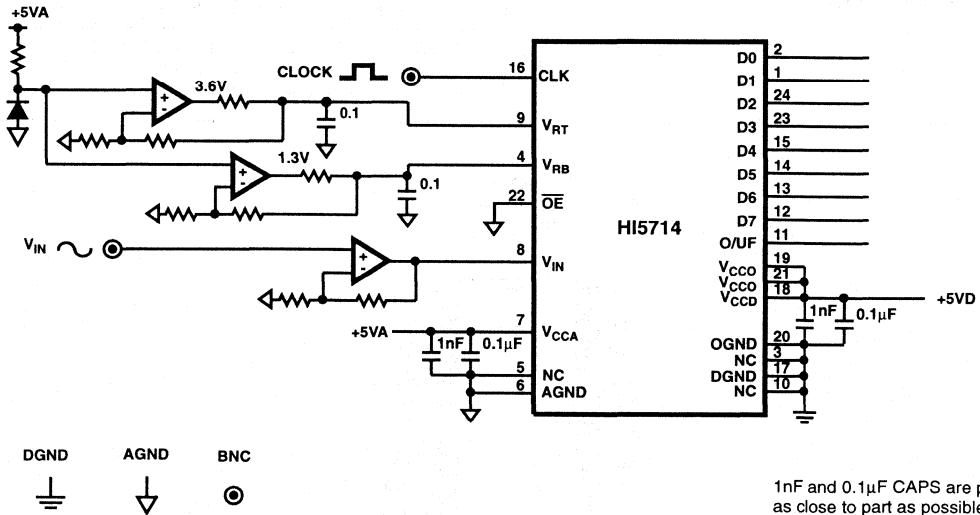 +5VA
3.6V
0.1
1.3V
0.1
CLOCK
V_IN
+5VA
1nF
0.1µF
16 CLK
9 V_RT
4 V_RB
22 O̅E̅
8 V_IN
7 V_CCA
5 NC
6 AGND
HI5714
D0 2
D1 1
D2 24
D3 23
D4 15
D5 14
D6 13
D7 12
O/UF 11
V_CCO 19
V_CCO 21
V_CCD 18
+5VD
1nF
0.1µF
OGND 20
NC 3
DGND 17
NC 10
DGND
AGND
BNC
1nF and 0.1µF CAPS are p
as close to part as possible